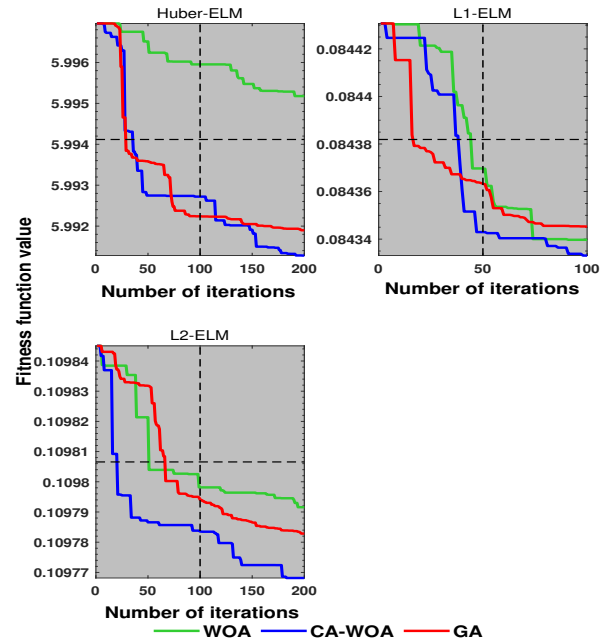 Huber-ELM
5.996
5.995
5.994
5.993
5.992
0 50 100 150 200
Number of iterations
L1-ELM
0.08442
0.0844
0.08438
0.08436
0.08434
0 50 100
Number of iterations
Fitness function value
L2-ELM
0.10984
0.10983
0.10982
0.10981
0.1098
0.10979
0.10978
0.10977
0 50 100 150 200
Number of iterations
WOA CA-WOA GA